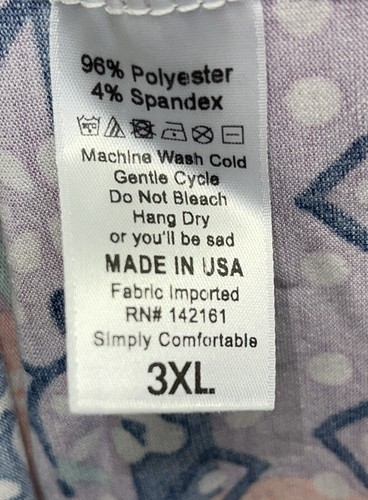 96% Polyester
4% Spandex
Machine Wash Cold
Gentle Cycle
Do Not Bleach
Hang Dry
or you'll be sad
MADE IN USA
Fabric Imported
RN# 142161
Simply Comfortable
3XL